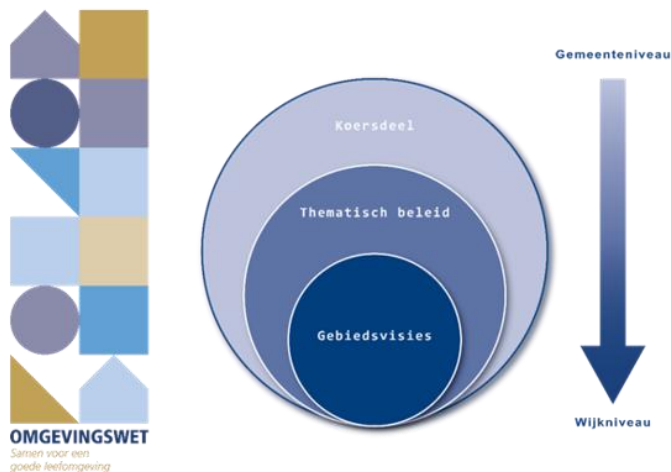 Gemeenteniveau
Koersdeel
Thematisch beleid
Gebiedsvisies
Wijkniveau
OMGEVINGSWET
Samen voor een
goede leefomgeving